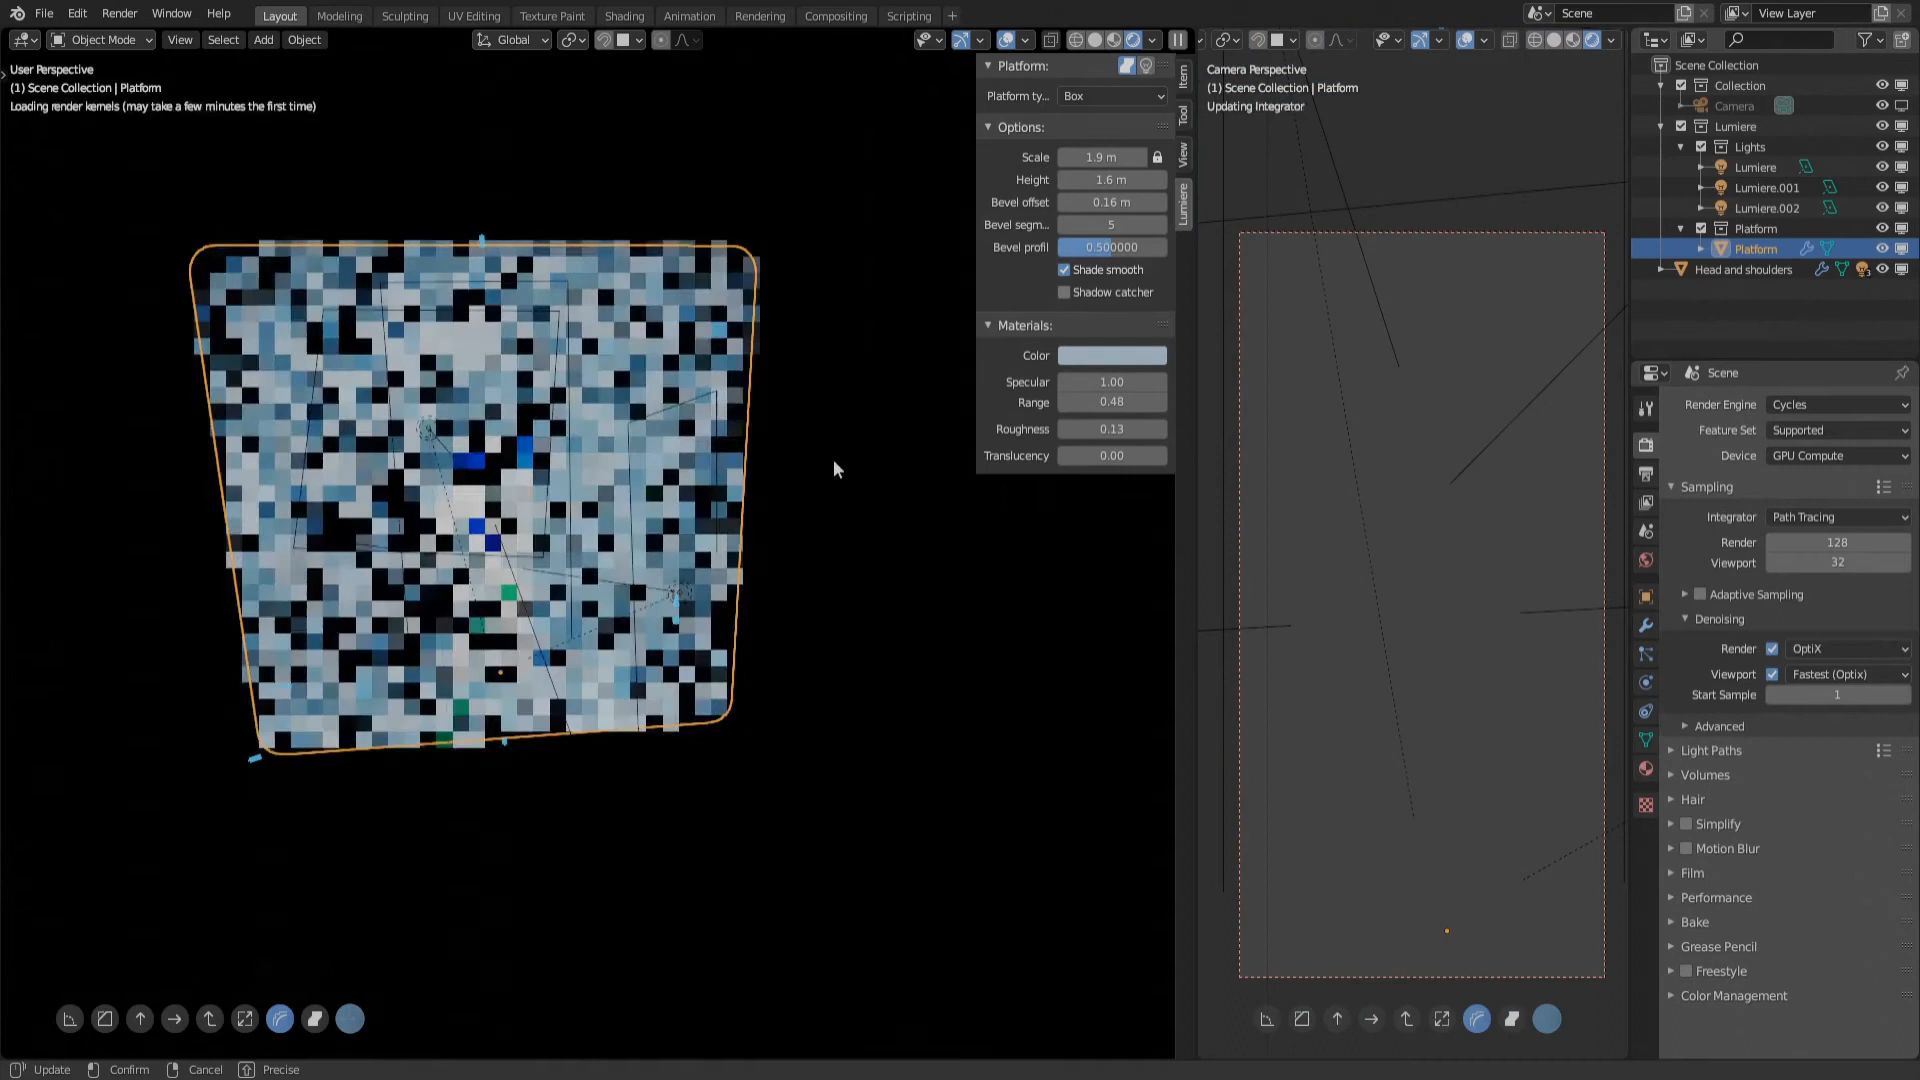 File Edit Render Window Help Layout Modeling Sculpting UV Editing Texture Paint Shading Animation Rendering Compositing Scripting + Scene View Layer
Object Mode View Select Add Object Global
User Perspective
(1) Scene Collection | Platform
Loading render kernels (may take a few minutes the first time)
Platform:
Platform ty... Box
Options:
Scale 1.9 m
Height 1.6 m
Bevel offset 0.16 m
Bevel segm... 5
Bevel profil 0.500000
Shade smooth
Shadow catcher
Materials:
Color
Specular 1.00
Range 0.48
Roughness 0.13
Translucency 0.00
Item
Tool
View
Lumiere
Camera Perspective
(1) Scene Collection | Platform
Updating Integrator
Scene Collection
Collection
Camera
Lumiere
Lights
Lumiere
Lumiere.001
Lumiere.002
Platform
Platform
Head and shoulders
3
Scene
Render Engine Cycles
Feature Set Supported
Device GPU Compute
Sampling
Integrator Path Tracing
Render 128
Viewport 32
Adaptive Sampling
Denoising
Render OptiX
Viewport Fastest (Optix)
Start Sample 1
Advanced
Light Paths
Volumes
Hair
Simplify
Motion Blur
Film
Performance
Bake
Grease Pencil
Freestyle
Color Management
Update Confirm Cancel Precise